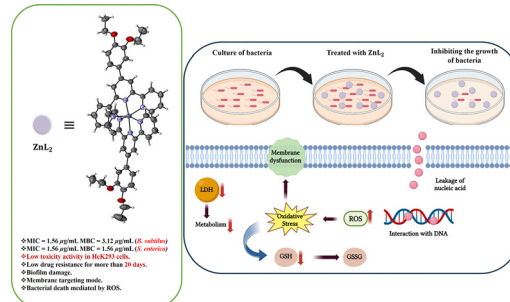 ZnL2
≡
❖MIC = 1.56 μg/mL MBC = 3.12 μg/mL (B. subtilus)
❖MIC = 1.56 μg/mL MBC = 1.56 μg/mL (S. enterica)
❖Low toxicity activity in HeK293 cells.
❖Low drug resistance for more than 20 days.
❖Biofilm damage.
❖Membrane targeting mode.
❖Bacterial death mediated by ROS.
Culture of bacteria
Treated with ZnL2
Inhibiting the growth
of bacteria
Membrane
dysfunction
Leakage of
nucleic acid
LDH
Metabolism
Oxidative
Stress
ROS
Interaction with DNA
GSH
GSSG